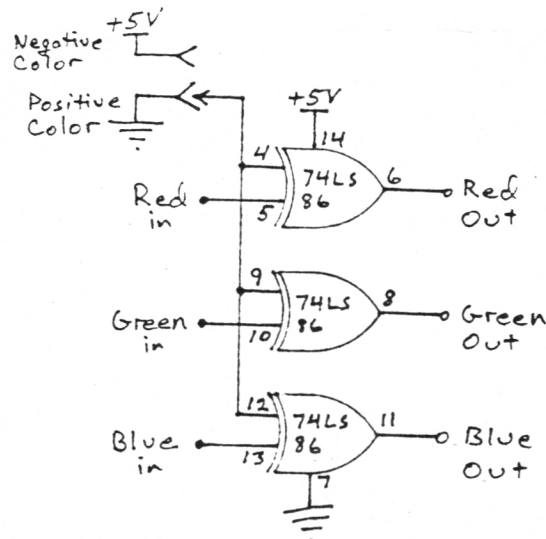 +5V
Negative
Color
Positive
Color
+5V
14
4
74LS
86
6
5
Red
in
Red
Out
9
74LS
86
8
10
Green
in
Green
Out
12
74LS
86
11
13
Blue
in
Blue
Out
7